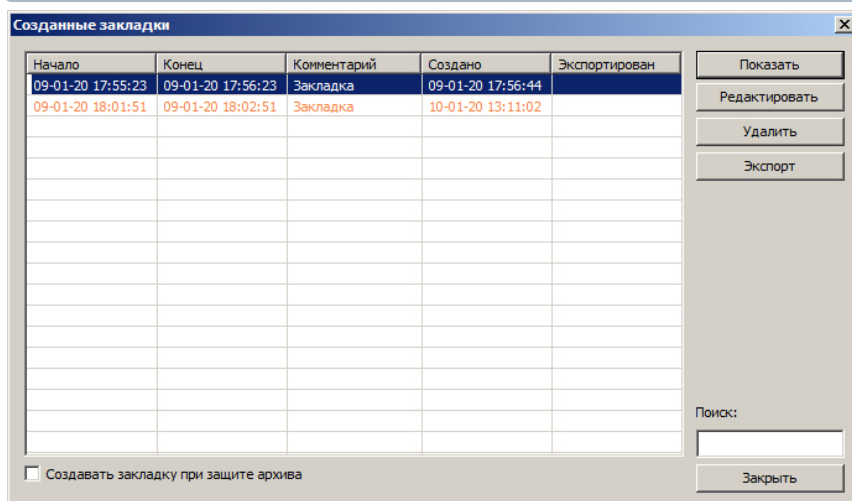 Созданные закладки
Начало Конец Комментарий Создано Экспортирован Показать
09-01-20 17:55:23 09-01-20 17:56:23 Закладка 09-01-20 17:56:44
Редактировать
09-01-20 18:01:51 09-01-20 18:02:51 Закладка 10-01-20 13:11:02
Удалить
Экспорт
Поиск:
Создавать закладку при защите архива
Закрыть